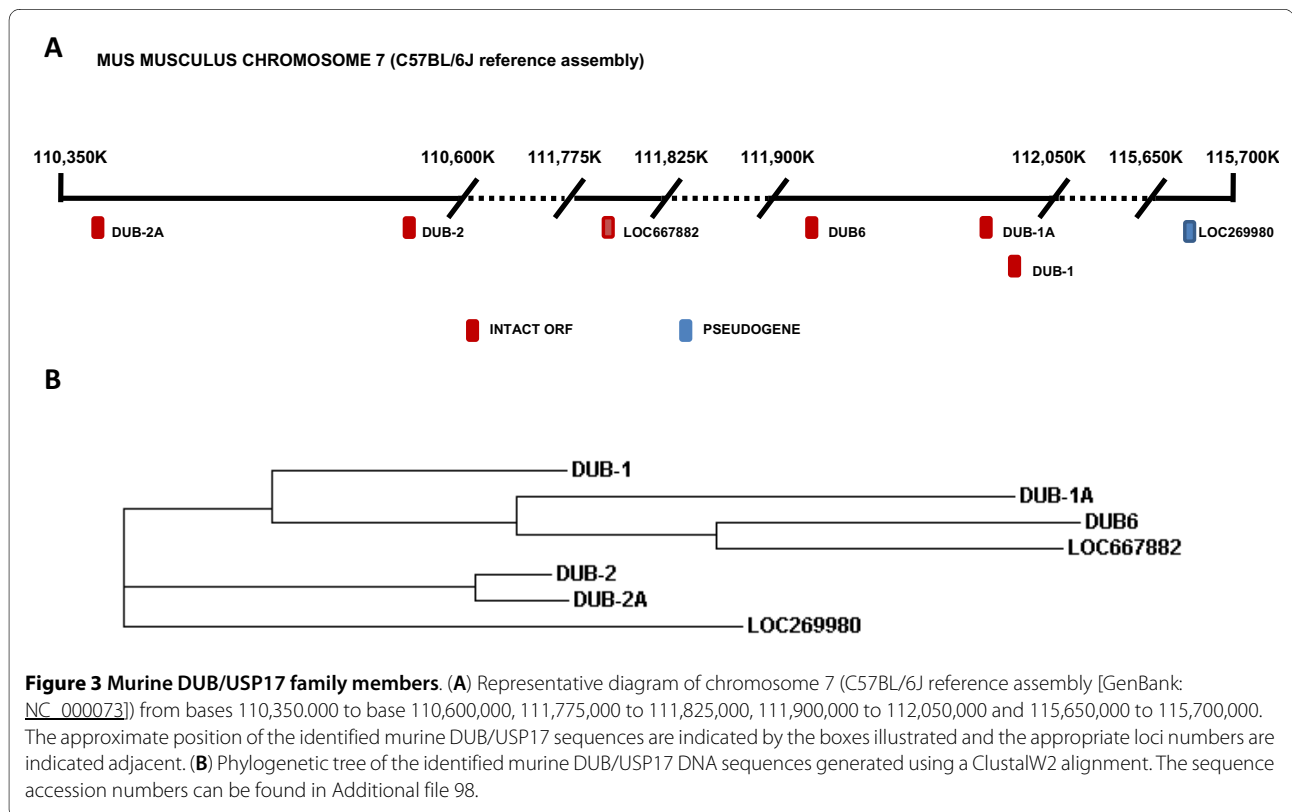 A
MUS MUSCULUS CHROMOSOME 7 (C57BL/6J reference assembly)
110,350K 110,600K 111,775K 111,825K 111,900K 112,050K 115,650K 115,700K
DUB-2A DUB-2 LOC667882 DUB6 DUB-1A LOC269980
DUB-1
INTACT ORF PSEUDOGENE
B
DUB-1
DUB-1A
DUB6
LOC667882
DUB-2
DUB-2A
LOC269980
Figure 3 Murine DUB/USP17 family members. (A) Representative diagram of chromosome 7 (C57BL/6J reference assembly [GenBank:
NC_000073]) from bases 110,350.000 to base 110,600,000, 111,775,000 to 111,825,000, 111,900,000 to 112,050,000 and 115,650,000 to 115,700,000.
The approximate position of the identified murine DUB/USP17 sequences are indicated by the boxes illustrated and the appropriate loci numbers are
indicated adjacent. (B) Phylogenetic tree of the identified murine DUB/USP17 DNA sequences generated using a ClustalW2 alignment. The sequence
accession numbers can be found in Additional file 98.